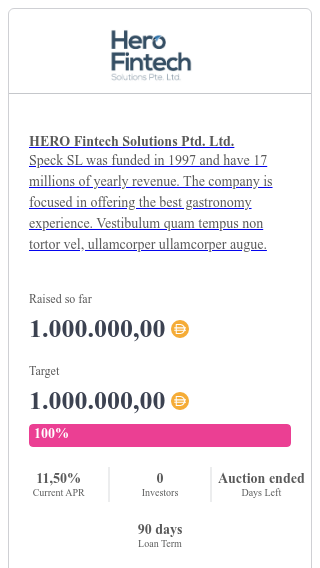 Hero
Fintech
Solutions Pte. Ltd.
HERO Fintech Solutions Ptd. Ltd.
Speck SL was funded in 1997 and have 17
millions of yearly revenue. The company is
focused in offering the best gastronomy
experience. Vestibulum quam tempus non
tortor vel, ullamcorper ullamcorper augue.
Raised so far
1.000.000,00
Target
1.000.000,00
100%
11,50%
Current APR
0
Investors
Auction ended
Days Left
90 days
Loan Term